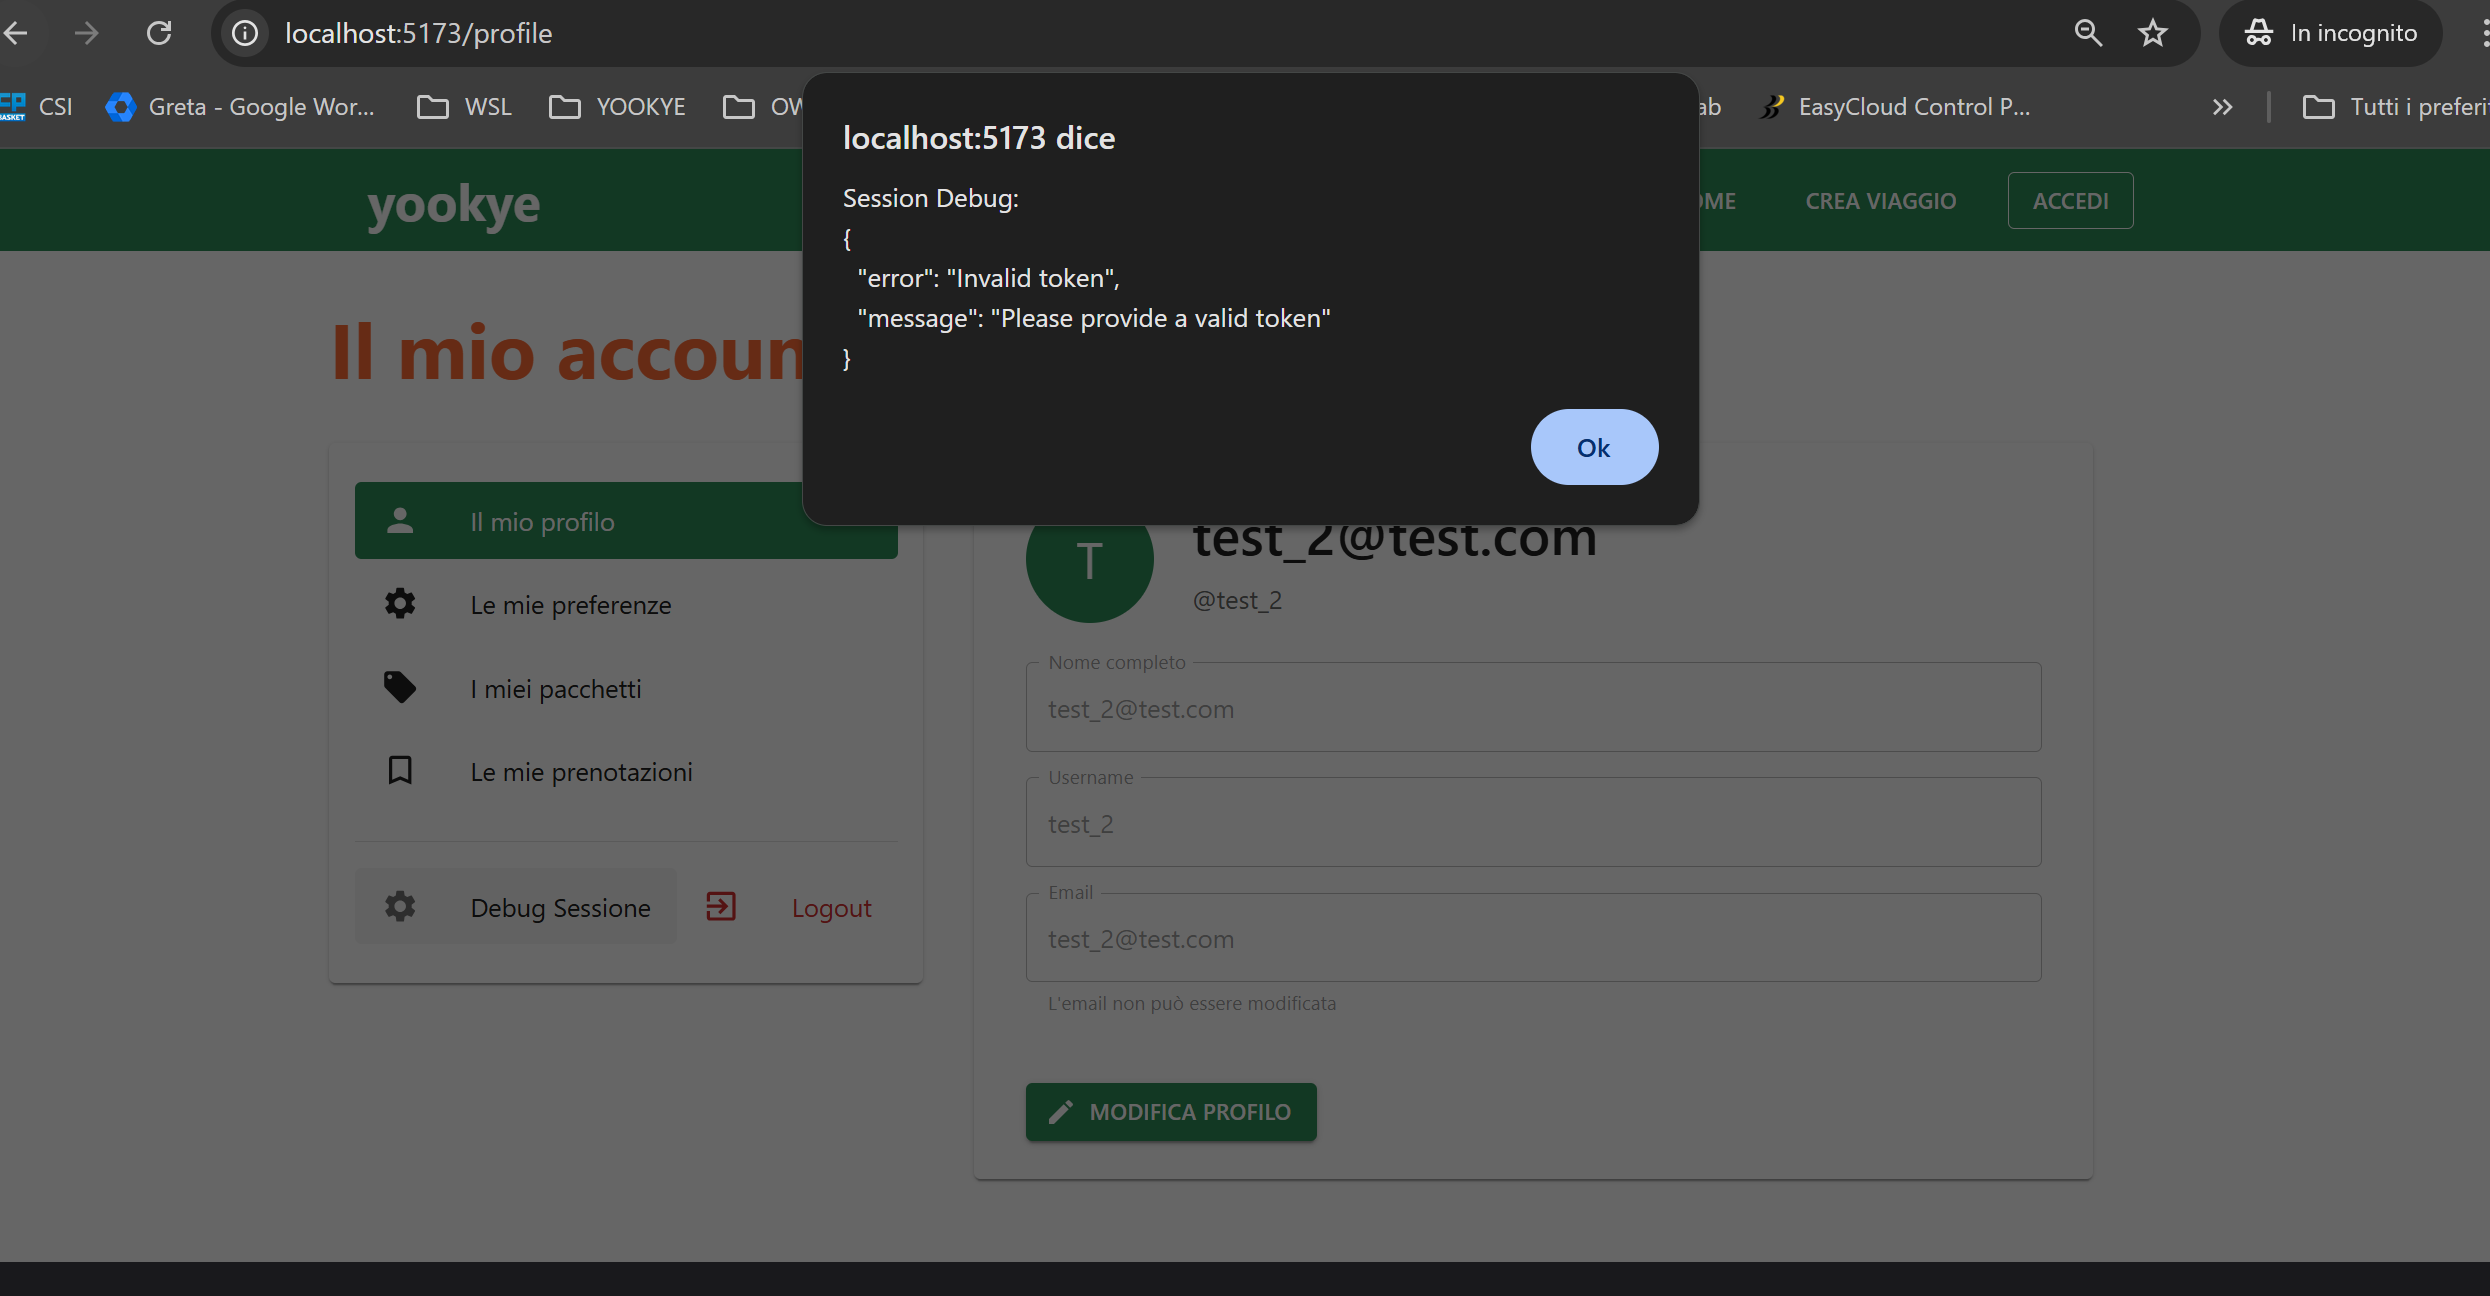 localhost:5173/profile
In incognito
CSI
Greta - Google Wor...
WSL
YOOKYE
EasyCloud Control P...
Tutti i preferi
localhost:5173 dice
Session Debug:
{
"error": "Invalid token",
"message": "Please provide a valid token"
}
Ok
yookye
CREA VIAGGIO
ACCEDI
Il mio accoun
Il mio profilo
Le mie preferenze
I miei pacchetti
Le mie prenotazioni
Debug Sessione
Logout
T
test_2@test.com
@test_2
Nome completo
test_2@test.com
Username
test_2
Email
test_2@test.com
L'email non può essere modificata
MODIFICA PROFILO